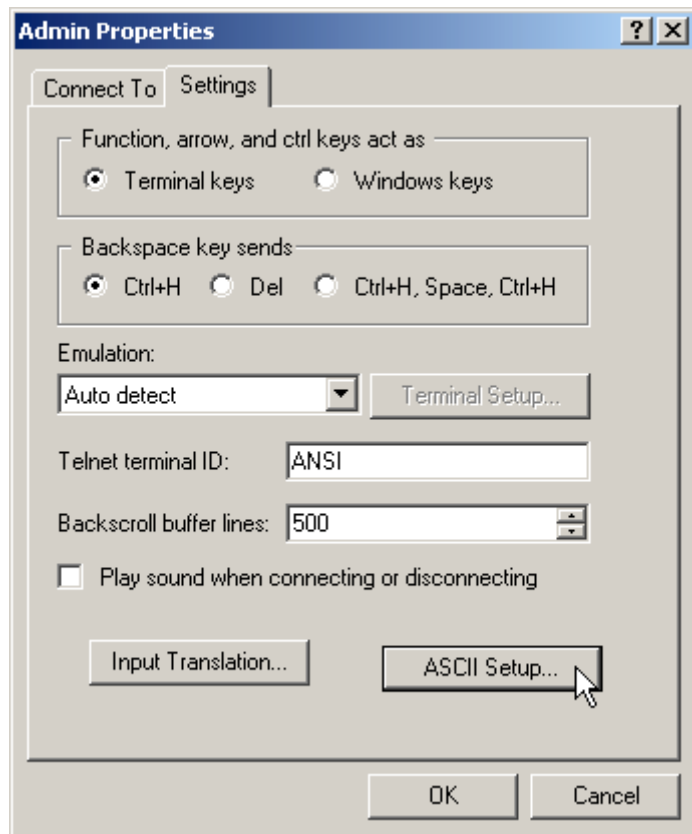 Admin Properties
Connect To Settings
Function, arrow, and ctrl keys act as
Terminal keys Windows keys
Backspace key sends
Ctrl+H Del Ctrl+H, Space, Ctrl+H
Emulation:
Auto detect Terminal Setup...
Telnet terminal ID: ANSI
Backscroll buffer lines: 500
Play sound when connecting or disconnecting
Input Translation... ASCII Setup...
OK Cancel